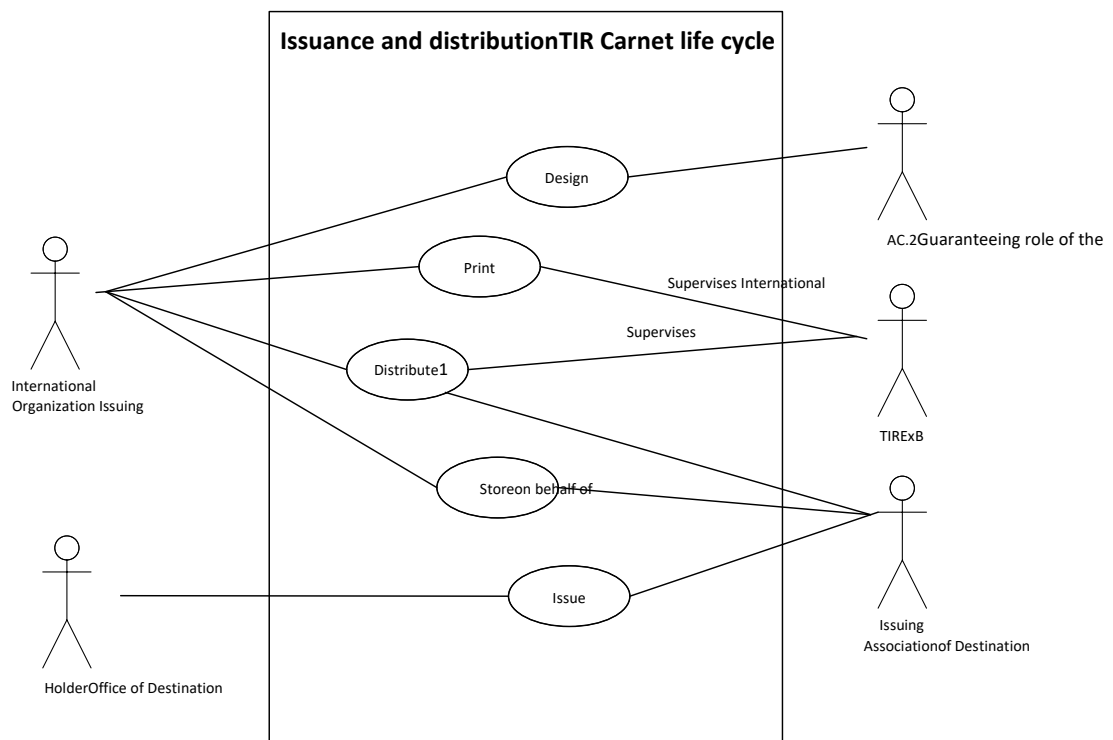 Issuance and distributionTIR Carnet life cycle
Design
AC.2Guaranteeing role of the
Print
Supervises International
Supervises
Distribute1
International
Organization Issuing
TIRExB
Storeon behalf of
Issue
Issuing
Associationof Destination
HolderOffice of Destination